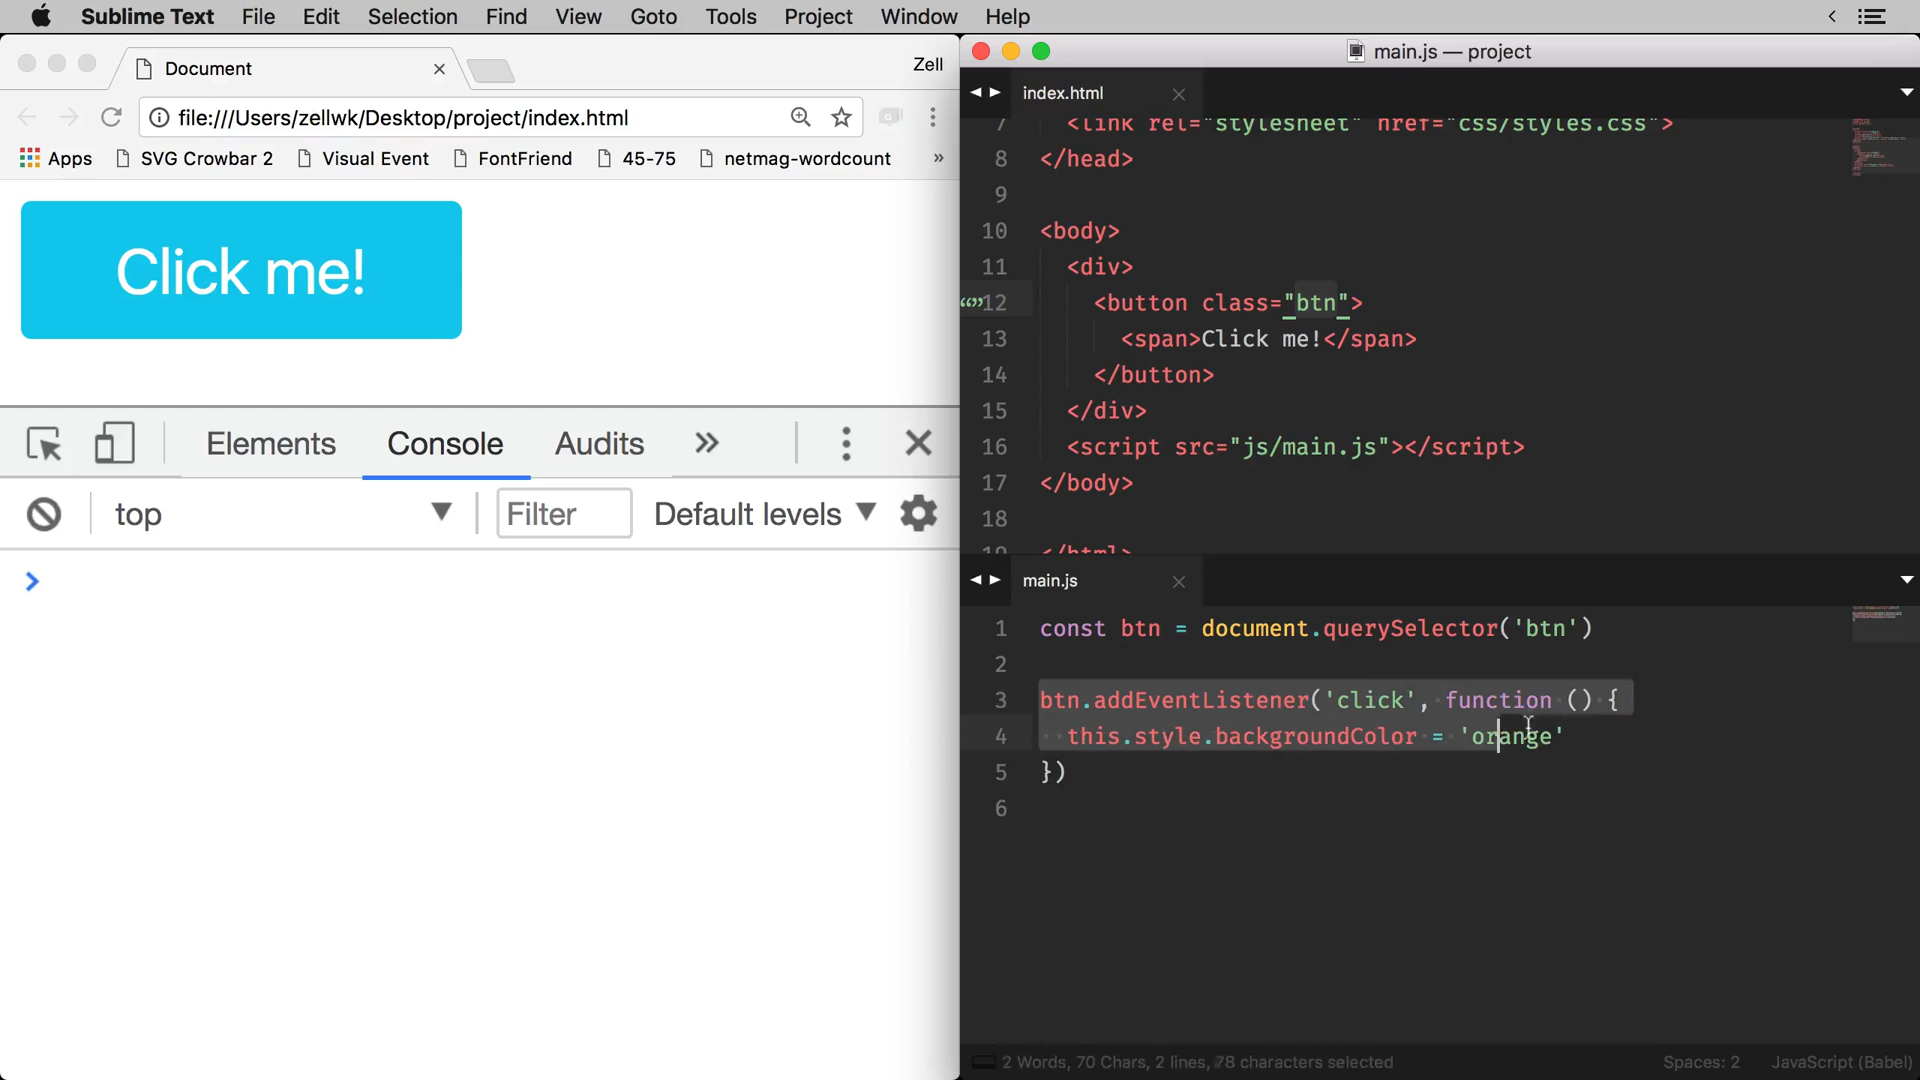 Sublime Text File Edit Selection Find View Goto Tools Project Window Help
Document
Zell
file:///Users/zellwk/Desktop/project/index.html
Apps SVG Crowbar 2 Visual Event FontFriend 45-75 netmag-wordcount »
Click me!
Elements Console Audits
top Filter Default levels
main.js — project
index.html
7 <link rel="stylesheet" href="css/styles.css">
8 </head>
9
10 <body>
11 <div>
12 <button class="btn">
13 <span>Click me!</span>
14 </button>
15 </div>
16 <script src="js/main.js"></script>
17 </body>
18
19 </html>
main.js
1 const btn = document.querySelector('btn')
2
3 btn.addEventListener('click', function () {
4 this.style.backgroundColor = 'orange'
5 })
6
2 Words, 70 Chars, 2 lines, 78 characters selected Spaces: 2 JavaScript (Babel)